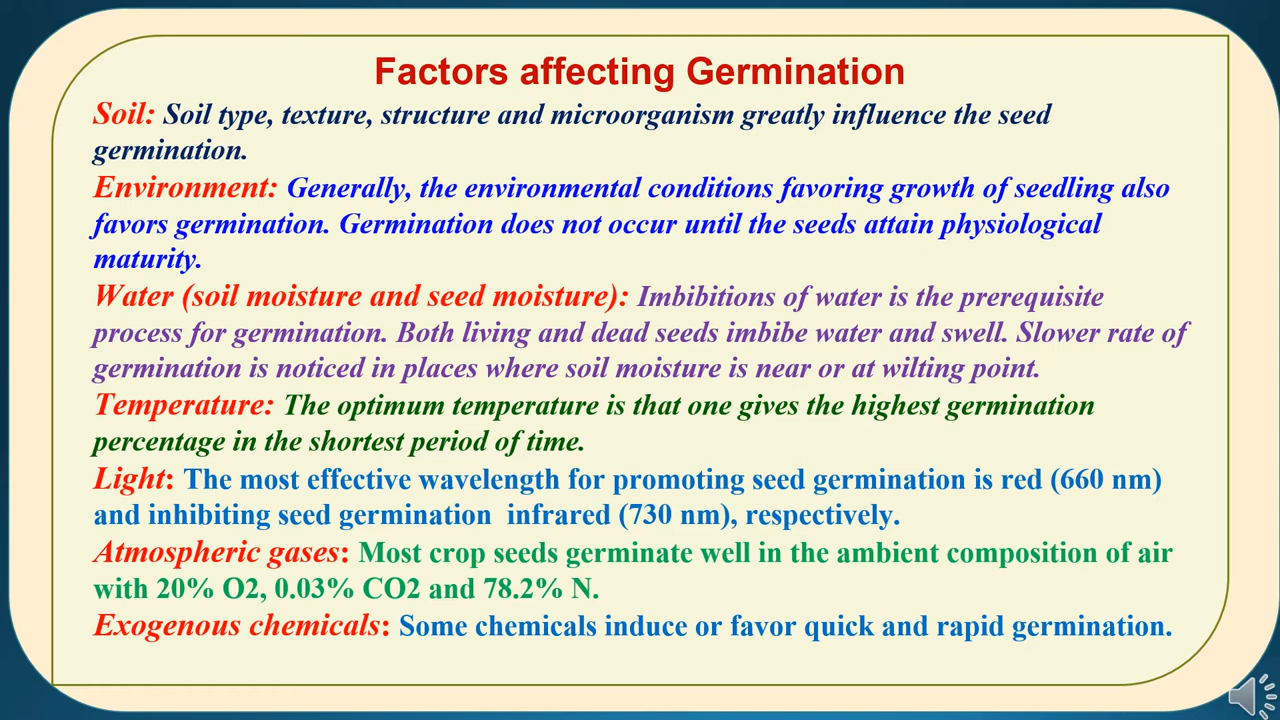 Factors affecting Germination
Soil: Soil type, texture, structure and microorganism greatly influence the seed
germination.
Environment: Generally, the environmental conditions favoring growth of seedling also
favors germination. Germination does not occur until the seeds attain physiological
maturity.
Water (soil moisture and seed moisture): Imbibitions of water is the prerequisite
process for germination. Both living and dead seeds imbibe water and swell. Slower rate of
germination is noticed in places where soil moisture is near or at wilting point.
Temperature: The optimum temperature is that one gives the highest germination
percentage in the shortest period of time.
Light: The most effective wavelength for promoting seed germination is red (660 nm)
and inhibiting seed germination infrared (730 nm), respectively.
Atmospheric gases: Most crop seeds germinate well in the ambient composition of air
with 20% O2, 0.03% CO2 and 78.2% N.
Exogenous chemicals: Some chemicals induce or favor quick and rapid germination.